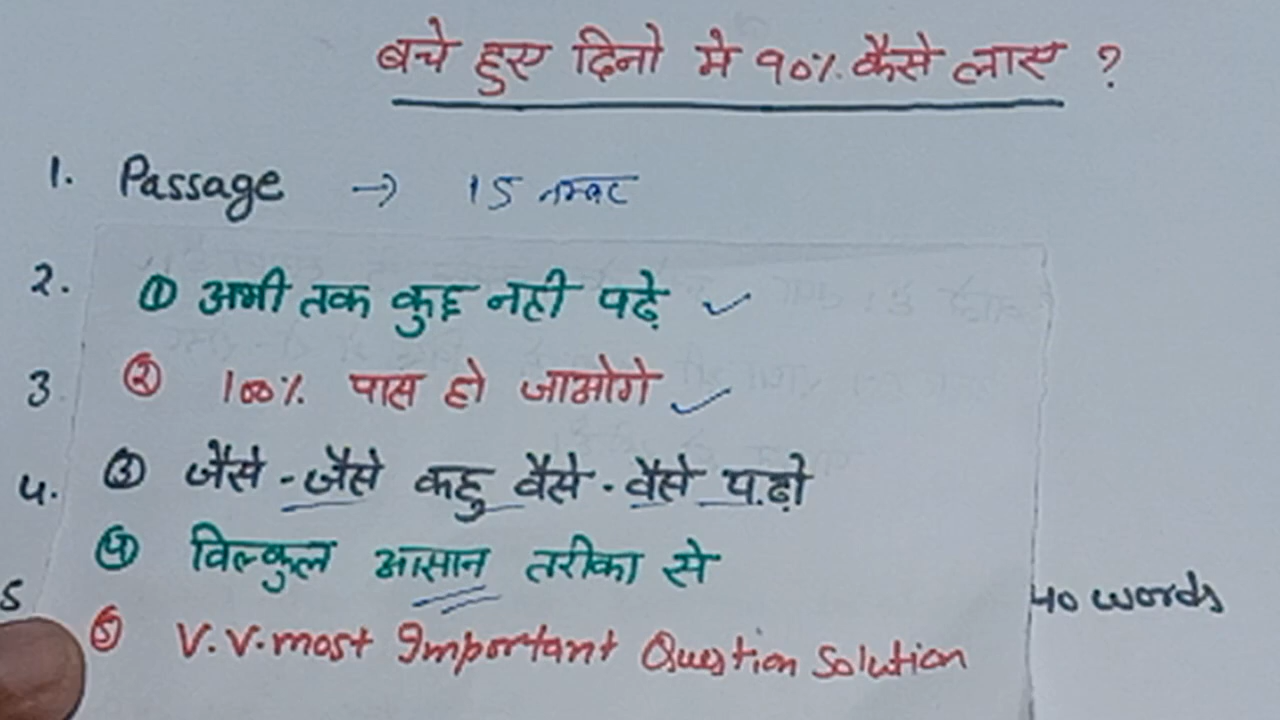 बचे हुए दिनो मे 90% कैसे लाए ?
1. Passage → 15 नम्बर
2. ① अभी तक कुछ नही पढ़े ✓
3. ② 100% पास हो जाओगे ✓
4. ③ जैसे-जैसे कहु वैसे-वैसे पढ़ो
④ विल्कुल आसान तरीका से
5 40 words
⑤ V.V.most Important Question Solution